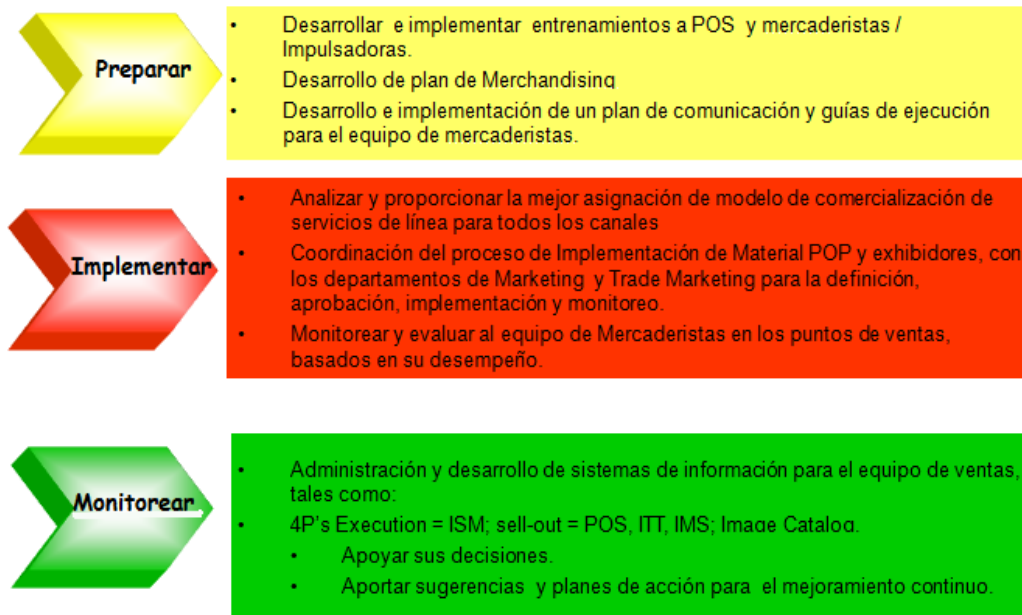 Preparar
• Desarrollar e implementar entrenamientos a POS y mercaderistas /
Impulsadoras.
• Desarrollo de plan de Merchandising
• Desarrollo e implementación de un plan de comunicación y guías de ejecución
para el equipo de mercaderistas.
Implementar
• Analizar y proporcionar la mejor asignación de modelo de comercialización de
servicios de línea para todos los canales
• Coordinación del proceso de Implementación de Material POP y exhibidores, con
los departamentos de Marketing y Trade Marketing para la definición,
aprobación, implementación y monitoreo.
• Monitorear y evaluar al equipo de Mercaderistas en los puntos de ventas,
basados en su desempeño.
Monitorear
• Administración y desarrollo de sistemas de información para el equipo de ventas,
tales como:
• 4P's Execution = ISM; sell-out = POS, ITT, IMS; Image Catalog.
• Apoyar sus decisiones.
• Aportar sugerencias y planes de acción para el mejoramiento continuo.